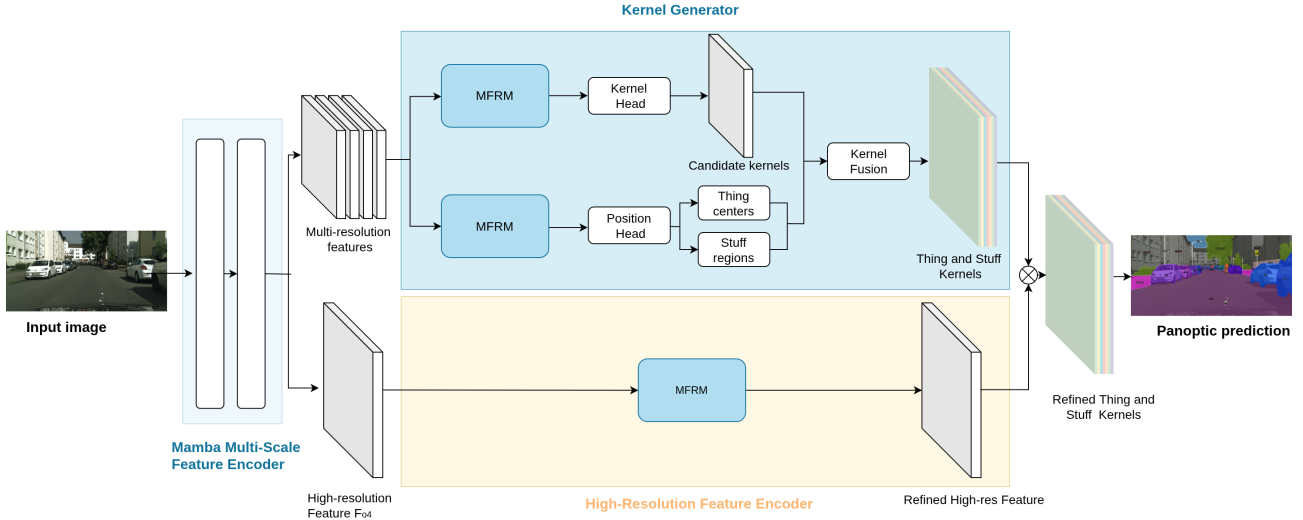 Kernel Generator
MFRM
Kernel
Head
Candidate kernels
Kernel
Fusion
Multi-resolution
features
MFRM
Position
Head
Thing
centers
Stuff
regions
Thing and Stuff
Kernels
Input image
Panoptic prediction
MFRM
Refined Thing and
Stuff Kernels
Mamba Multi-Scale
Feature Encoder
High-resolution
Feature Fo4
High-Resolution Feature Encoder
Refined High-res Feature